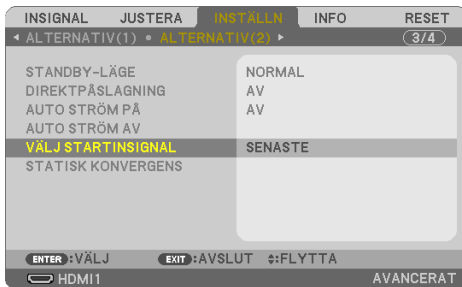 INSIGNAL JUSTERA INSTÄLLN INFO RESET
ALTERNATIV(1) • ALTERNATIV(2) 3/4
STANDBY-LÄGE NORMAL
DIREKTPÅSLAGNING AV
AUTO STRÖM PÅ AV
AUTO STRÖM AV
VÄLJ STARTINSIGNAL SENASTE
STATISK KONVERGENS
ENTER :VÄLJ EXIT :AVSLUT :FLYTTA
HDMI1 AVANCERAT